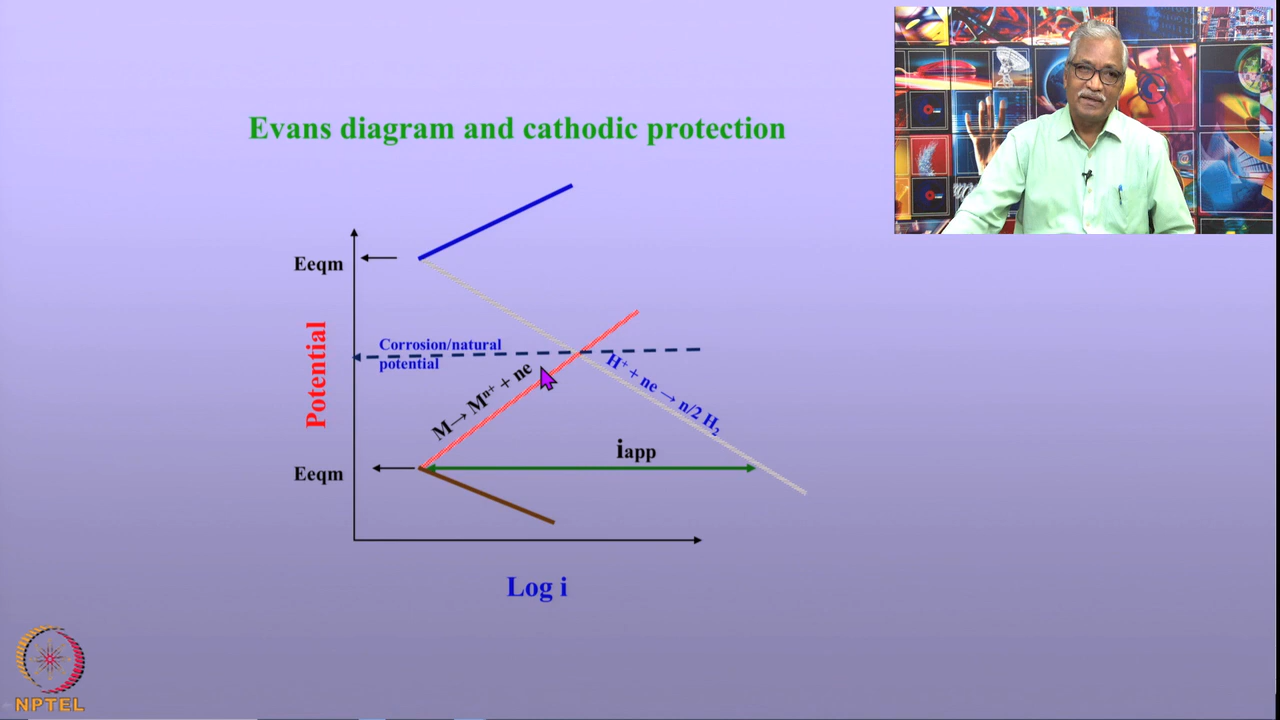 Evans diagram and cathodic protection
Eeqm
Corrosion/natural
potential
Potential
M→ Mⁿ⁺ + ne
H⁺ + ne → n/2 H₂
iapp
Eeqm
Log i
NPTEL